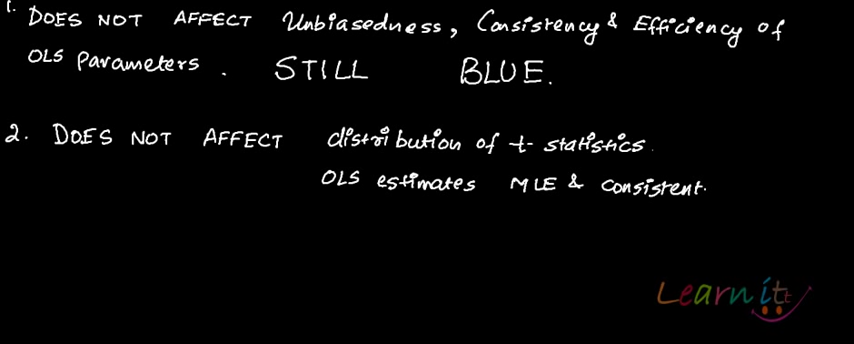 1. DOES NOT AFFECT Unbiasedness, Consistency & Efficiency of
OLS Parameters. STILL BLUE.
2. DOES NOT AFFECT distribution of t-statistics.
OLS estimates MLE & consistent.
Learnitt